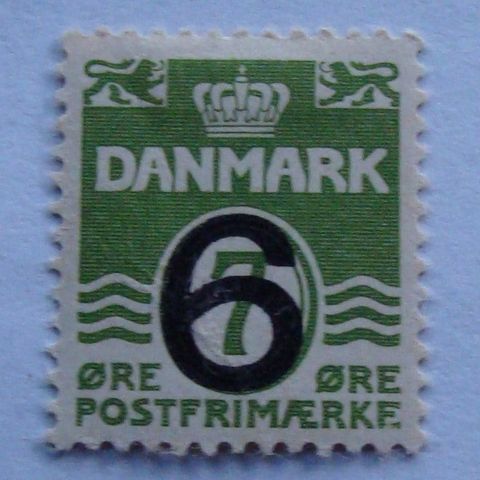 DANMARK
6
7
ØRE ØRE
POSTFRIMÆRKE